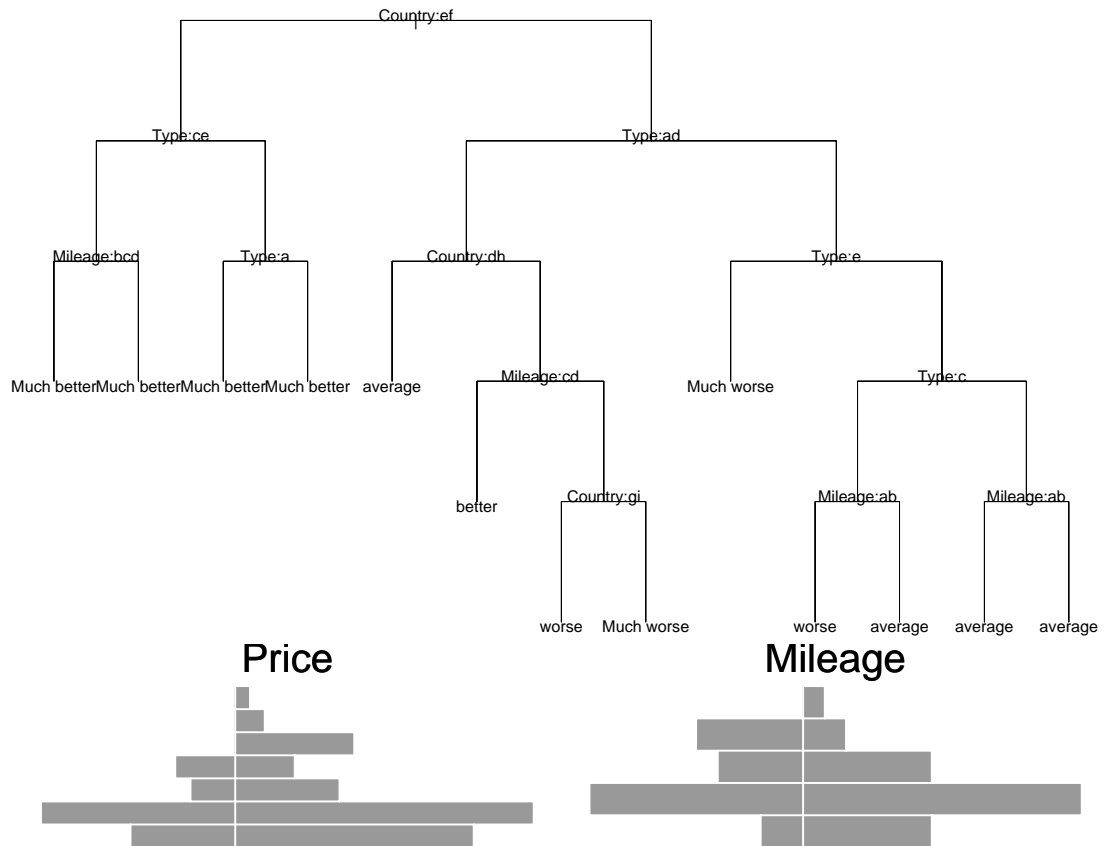 Country:ef
Type:ce Type:ad
Mileage:bcd Type:a Country:dh Type:e
Much better Much better Much better Much better average Mileage:cd Much worse Type:c
better Country:gi Mileage:ab Mileage:ab
worse Much worse worse average average average
Price Mileage